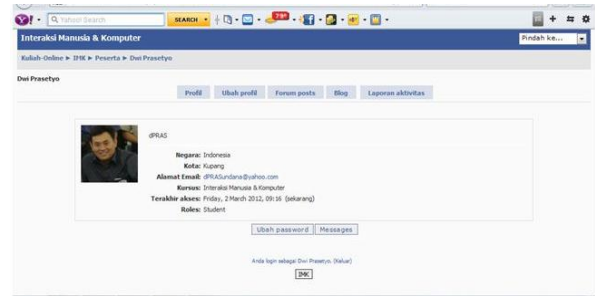 Yahoo! Search
SEARCH
79°
Interaksi Manusia & Komputer
Pindah ke...
Kuliah-Online ► IMK ► Peserta ► Dwi Prasetyo
Dwi Prasetyo
Profil
Ubah profil
Forum posts
Blog
Laporan aktivitas
dPRAS
Negara: Indonesia
Kota: Kupang
Alamat Email: dPRASundana@yahoo.com
Kursus: Interaksi Manusia & Komputer
Terakhir akses: Friday, 2 March 2012, 09:16 (sekarang)
Roles: Student
Ubah password
Messages
Anda login sebagai Dwi Prasetyo. (Keluar)
IMK